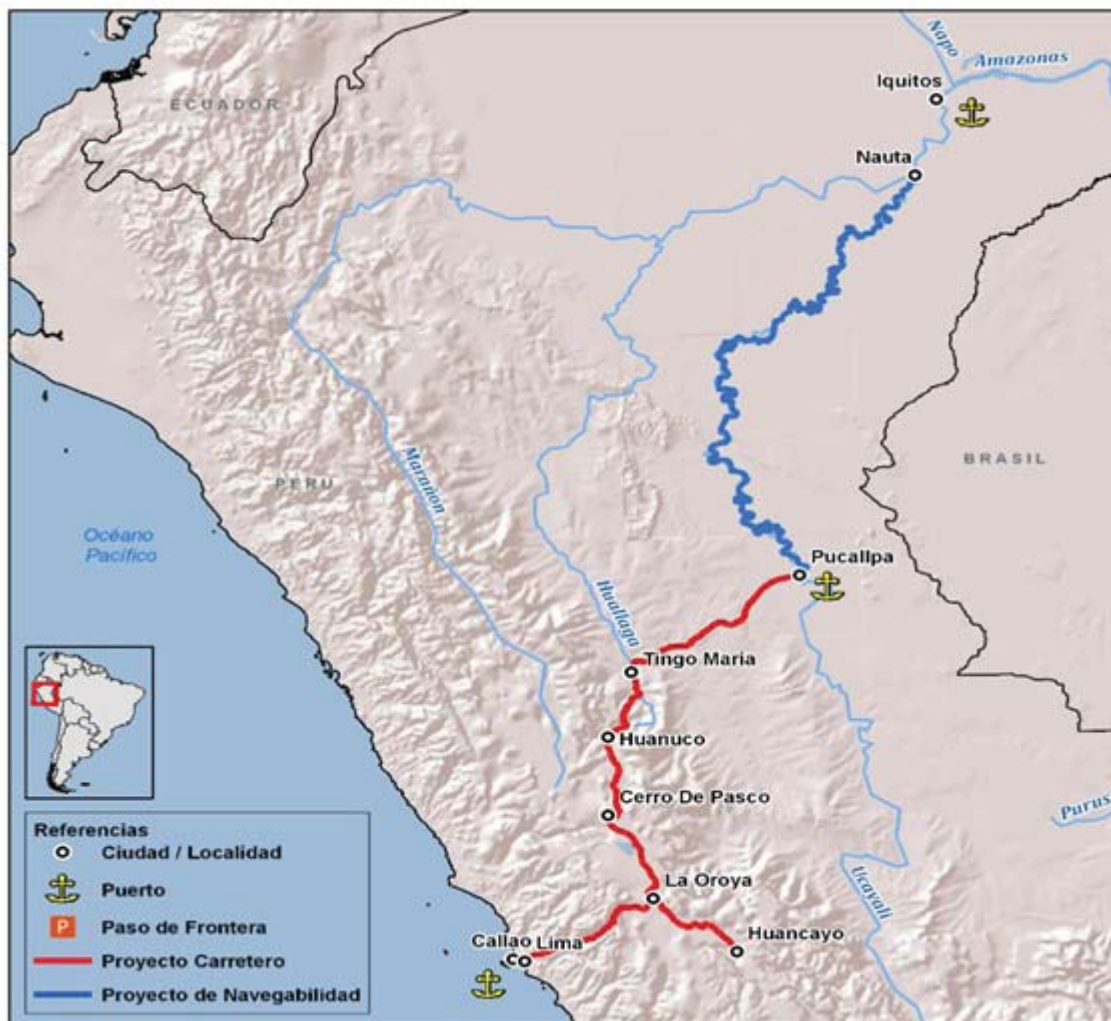 Napo
Amazonas
Iquitos
ECUADOR
Nauta
Marañon
BRASIL
PERU
Océano
Pacífico
Pucallpa
Huallaga
Tingo Maria
Huanuco
Cerro De Pasco
Purus
La Oroya
Ucayali
Callao
Lima
Huancayo
Referencias
Ciudad / Localidad
Puerto
P
Paso de Frontera
Proyecto Carretero
Proyecto de Navegabilidad